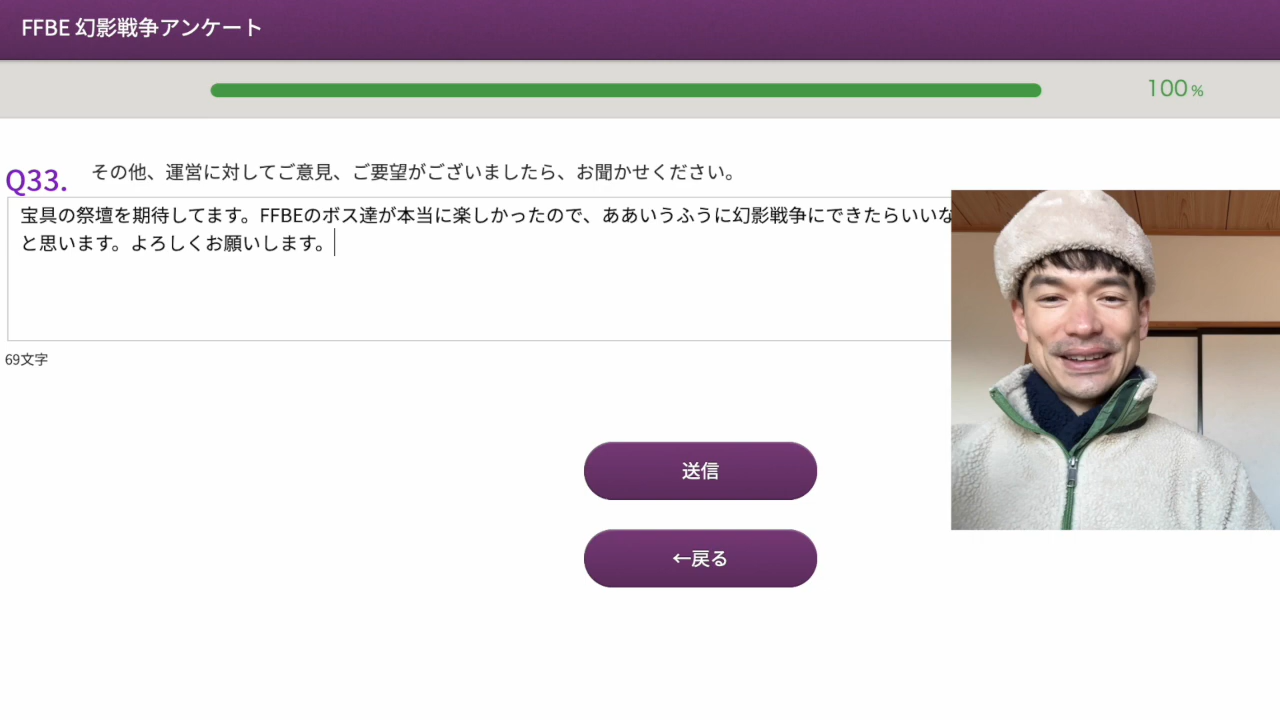 FFBE 幻影戦争アンケート
100%
Q33. その他、運営に対してご意見、ご要望がございましたら、お聞かせください。
宝具の祭壇を期待してます。FFBEのボス達が本当に楽しかったので、ああいうふうに幻影戦争にできたらいいな
と思います。よろしくお願いします。
69文字
送信
←戻る